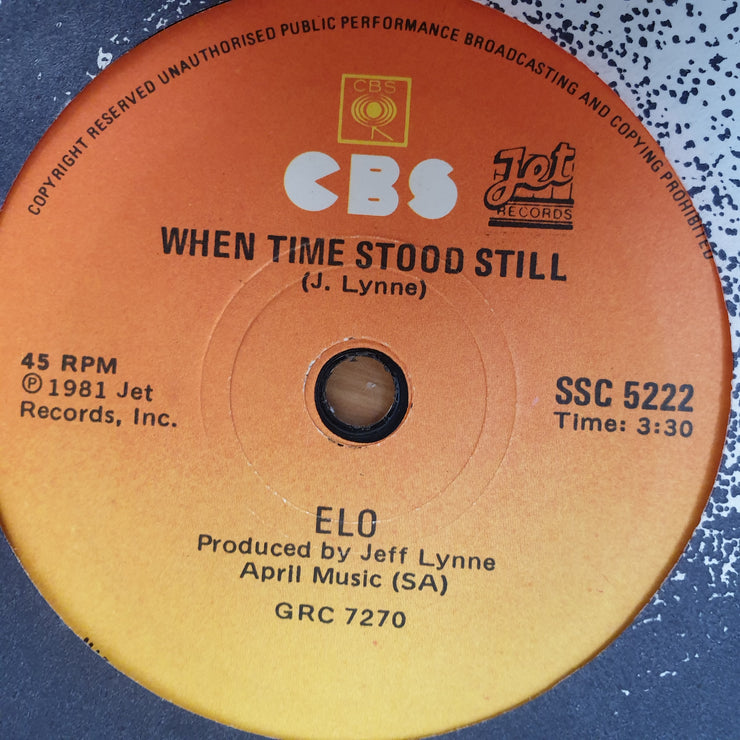 COPYRIGHT RESERVED UNAUTHORISED PUBLIC PERFORMANCE BROADCASTING AND COPYING PROHIBITED
CBS
CBS
Jet
RECORDS
WHEN TIME STOOD STILL
(J. Lynne)
45 RPM
Ⓟ 1981 Jet
Records, Inc.
SSC 5222
Time: 3:30
ELO
Produced by Jeff Lynne
April Music (SA)
GRC 7270